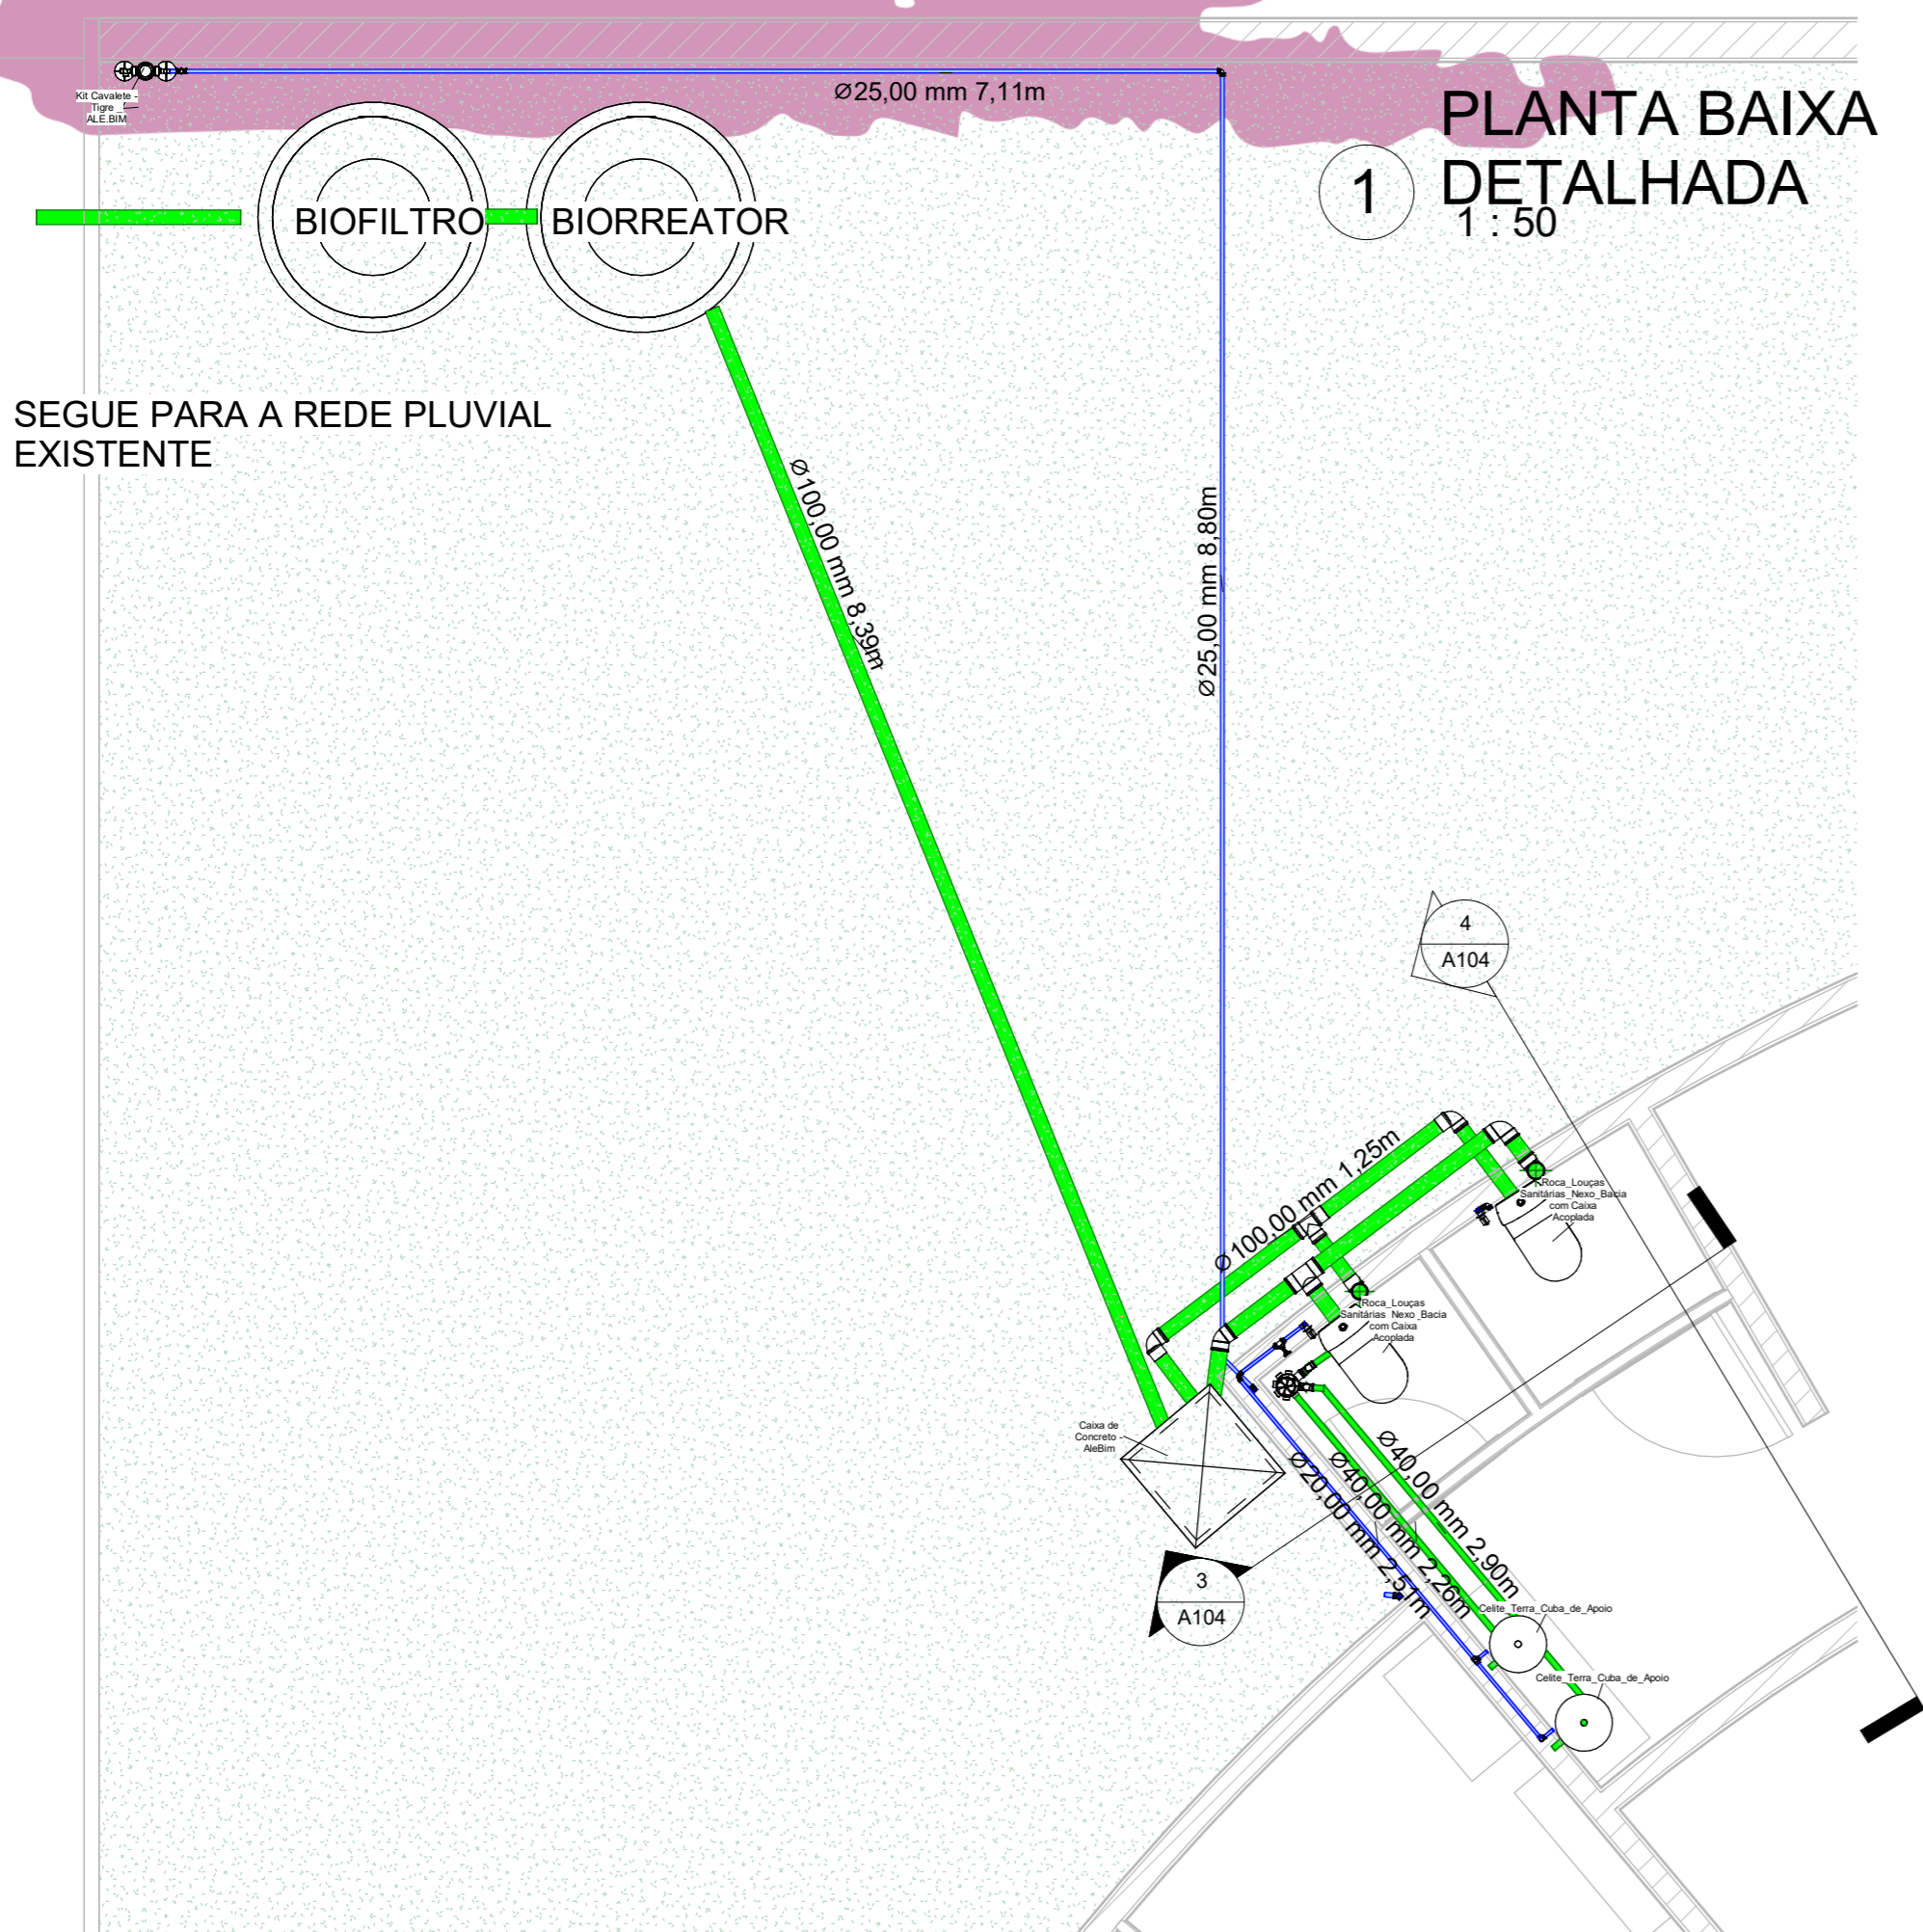 Kit Cavalete -
Tigre
ALE.BIM
Ø25,00 mm 7,11m
PLANTA BAIXA
DETALHADA
1
1 : 50
BIOFILTRO
BIORREATOR
SEGUE PARA A REDE PLUVIAL
EXISTENTE
Ø100,00 mm 8,39m
Ø25,00 mm 8,80m
4
A104
Ø100,00 mm 1,25m
Roca_Louças
Sanitárias_Nexo_Bacia
com Caixa
Acoplada
Roca_Louças
Sanitárias_Nexo_Bacia
com Caixa
Acoplada
Caixa de
Concreto -
AleBim
Ø20,00 mm 2,51m
Ø40,00 mm 2,26m
Ø40,00 mm 2,90m
3
A104
Celite_Terra_Cuba_de_Apoio
Celite_Terra_Cuba_de_Apoio